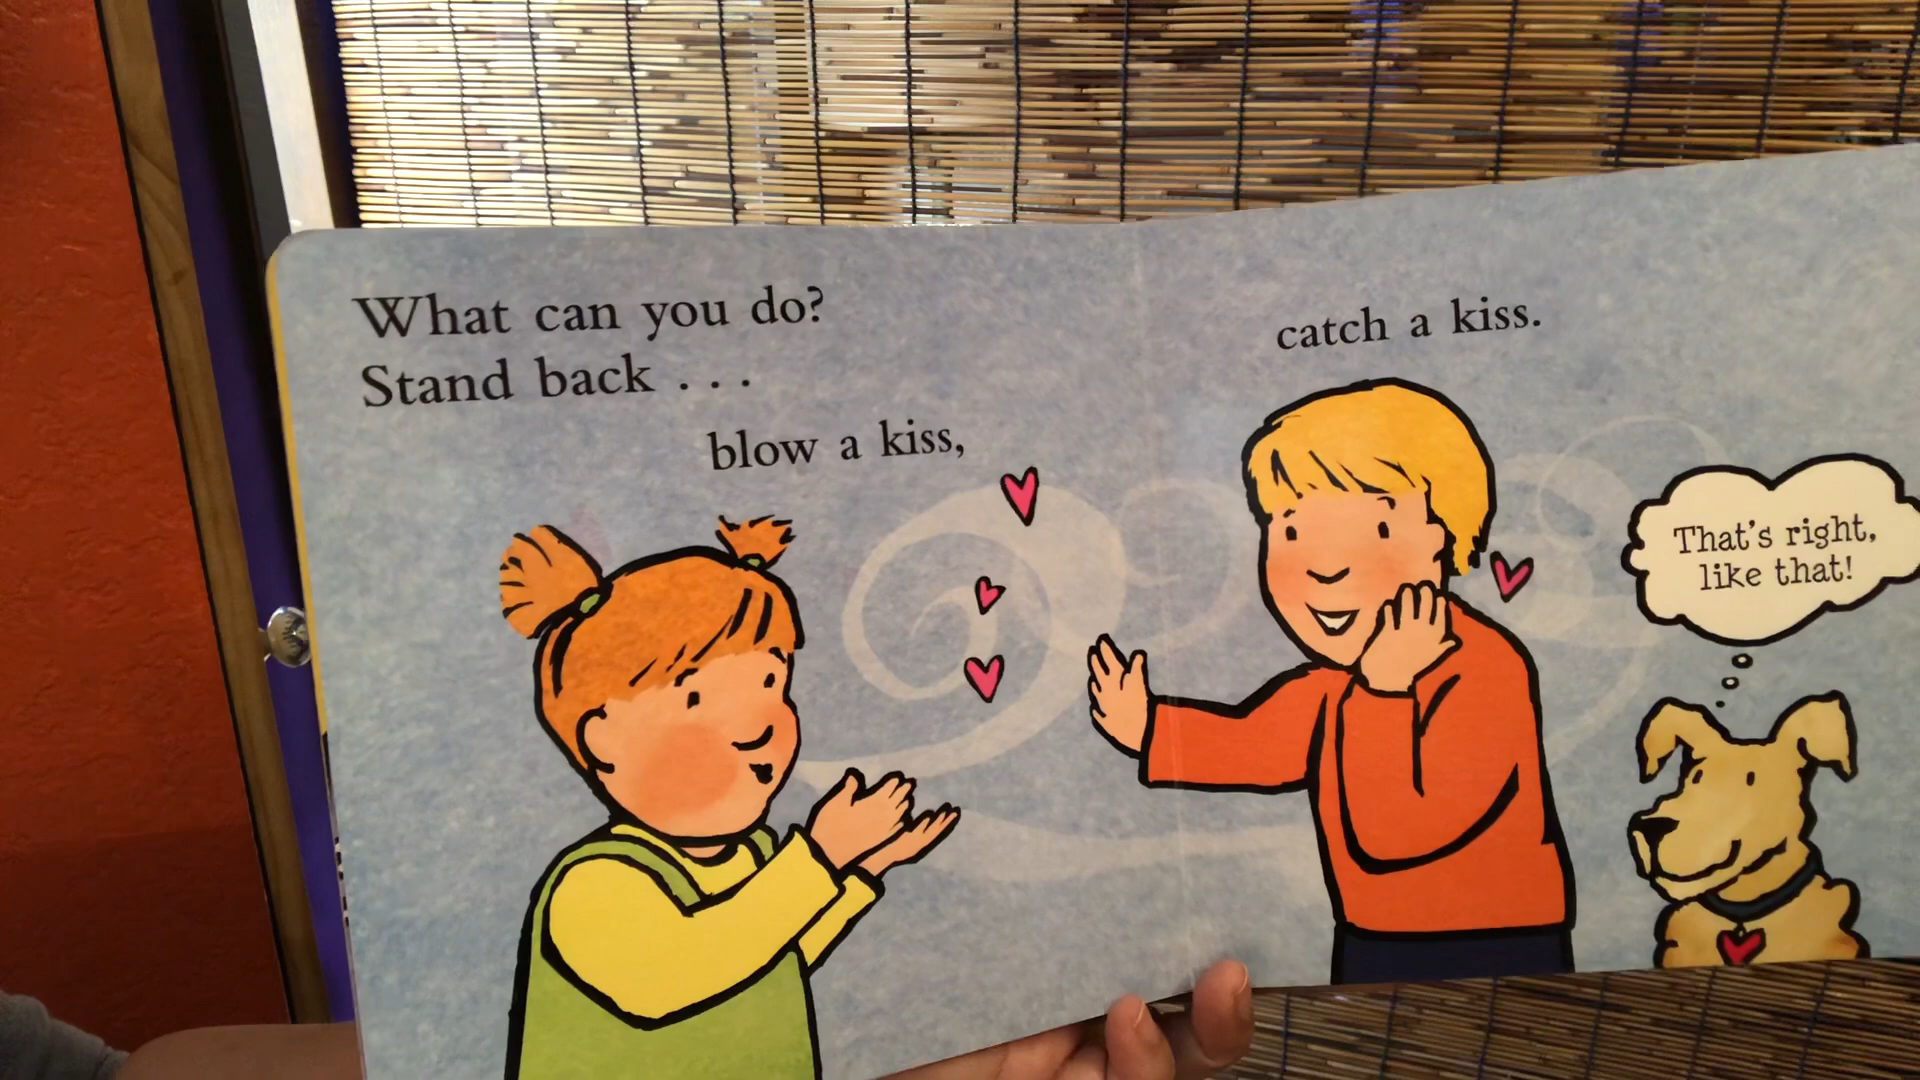 What can you do?
Stand back . . .
blow a kiss,
catch a kiss.
That's right,
like that!